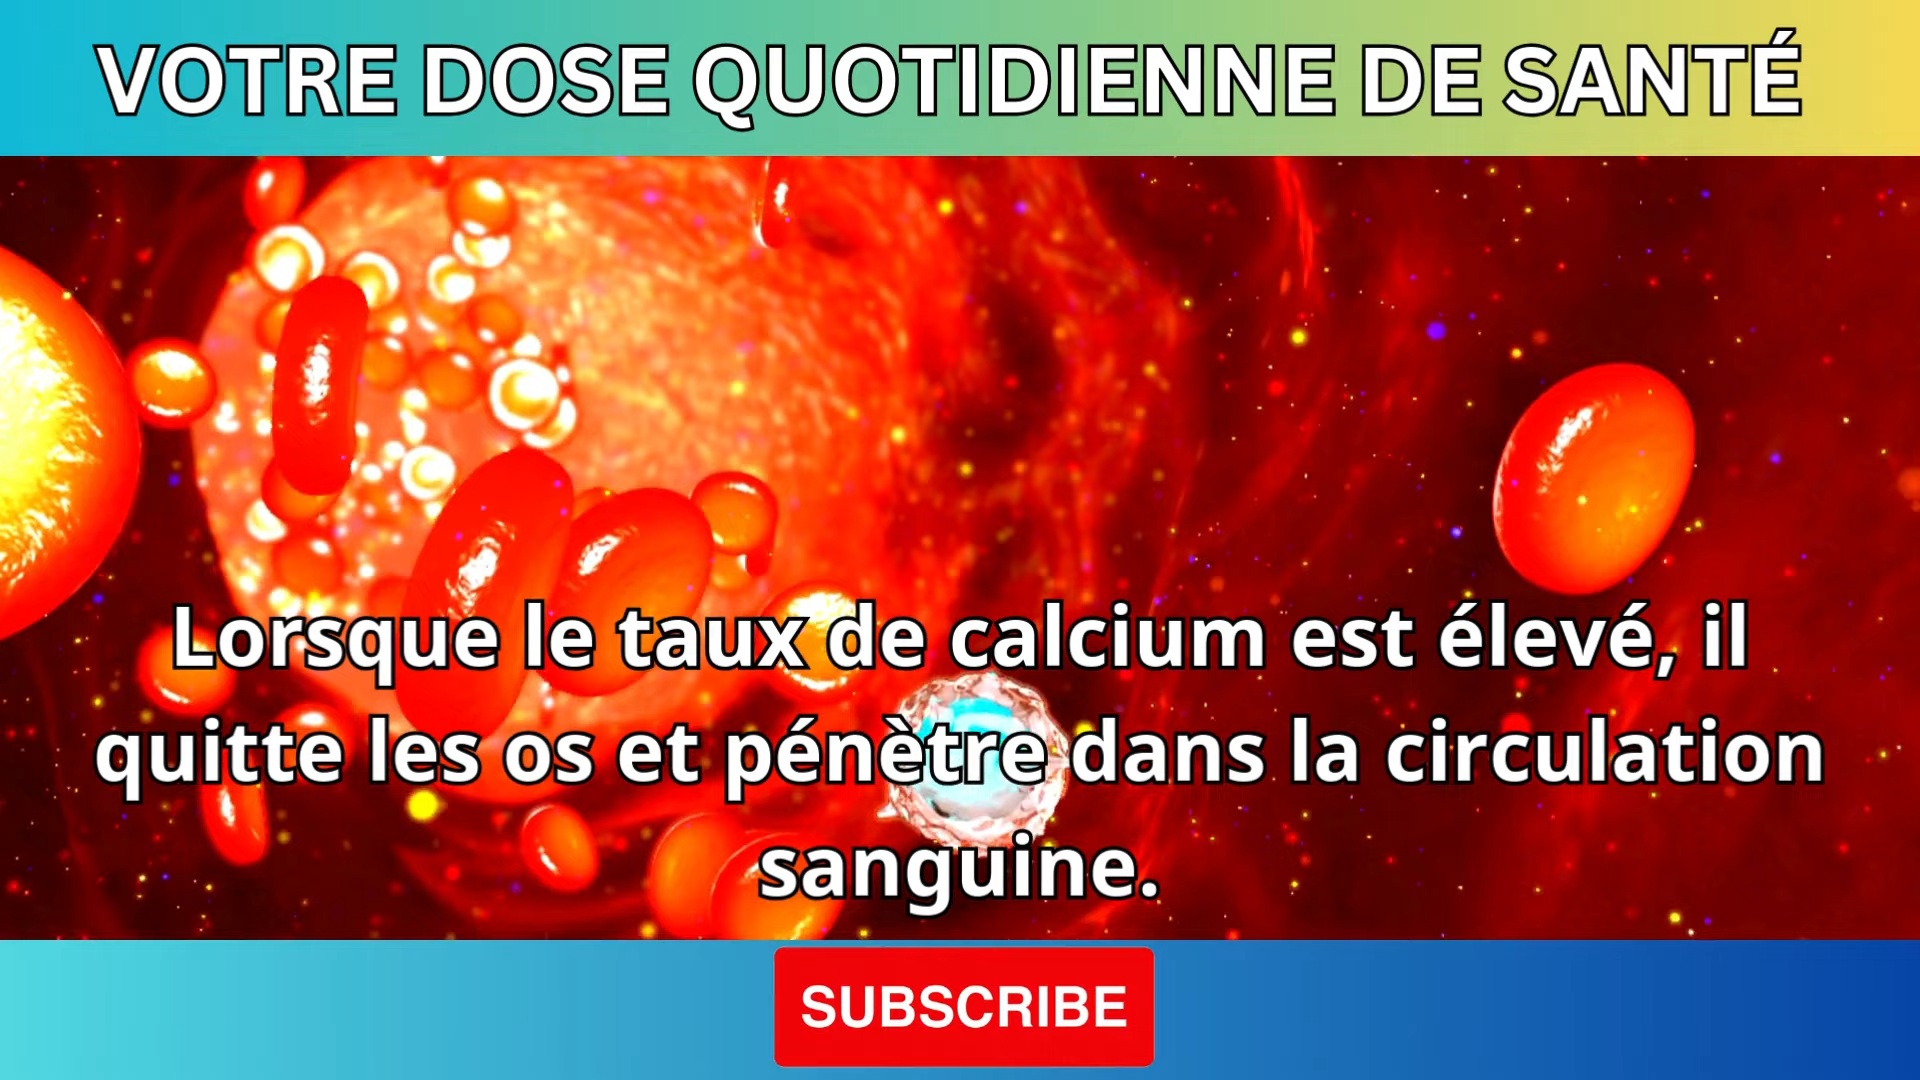 VOTRE DOSE QUOTIDIENNE DE SANTÉ
Lorsque le taux de calcium est élevé, il
quitte les os et pénètre dans la circulation
sanguine.
SUBSCRIBE